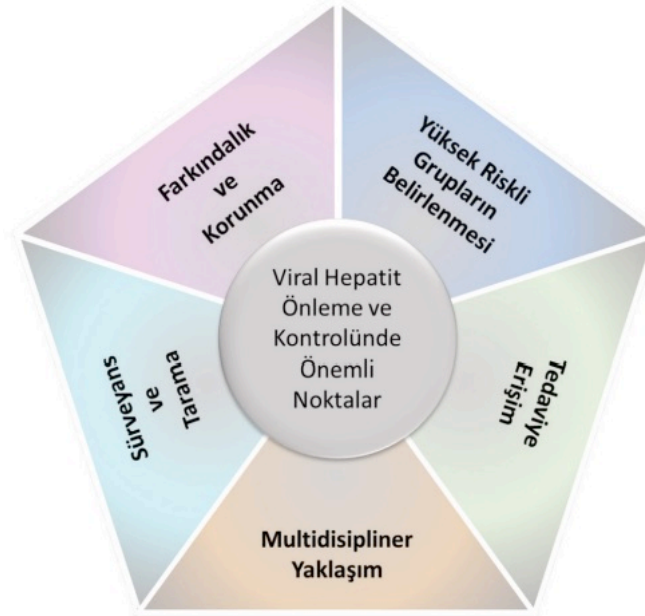 Farkındalık
ve
Korunma
Yüksek Riskli
Grupların
Belirlenmesi
Viral Hepatit
Önleme ve
Kontrolünde
Önemli
Noktalar
Sürveyans
ve
Tarama
Tedaviye
Erişim
Multidisipliner
Yaklaşım